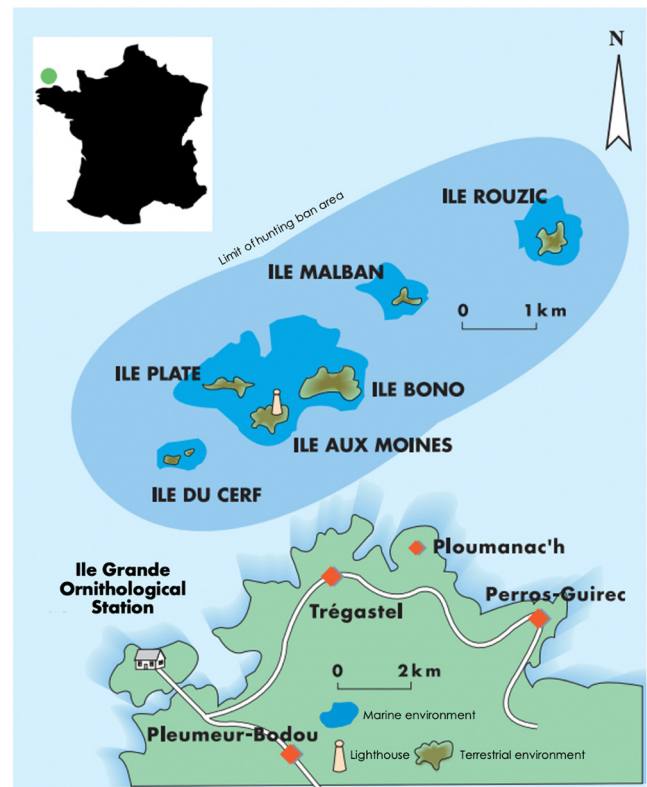 N
ILE ROUZIC
Limit of hunting ban area
ILE MALBAN
0 1 km
ILE PLATE
ILE BONO
ILE AUX MOINES
ILE DU CERF
Ploumanac'h
Ile Grande
Ornithological
Station
Perros-Guirec
Trégastel
0 2 km
Marine environment
Pleumeur-Bodou
Lighthouse
Terrestrial environment